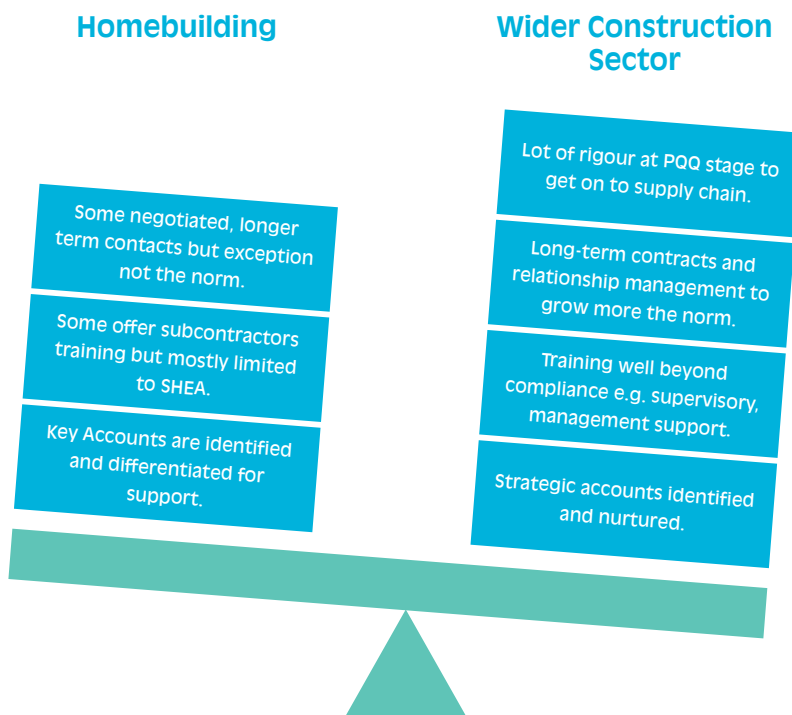 Homebuilding
Some negotiated, longer
term contacts but exception
not the norm.
Some offer subcontractors
training but mostly limited
to SHEA.
Key Accounts are identified
and differentiated for
support.
Wider Construction
Sector
Lot of rigour at PQQ stage to
get on to supply chain.
Long-term contracts and
relationship management to
grow more the norm.
Training well beyond
compliance e.g. supervisory,
management support.
Strategic accounts identified
and nurtured.